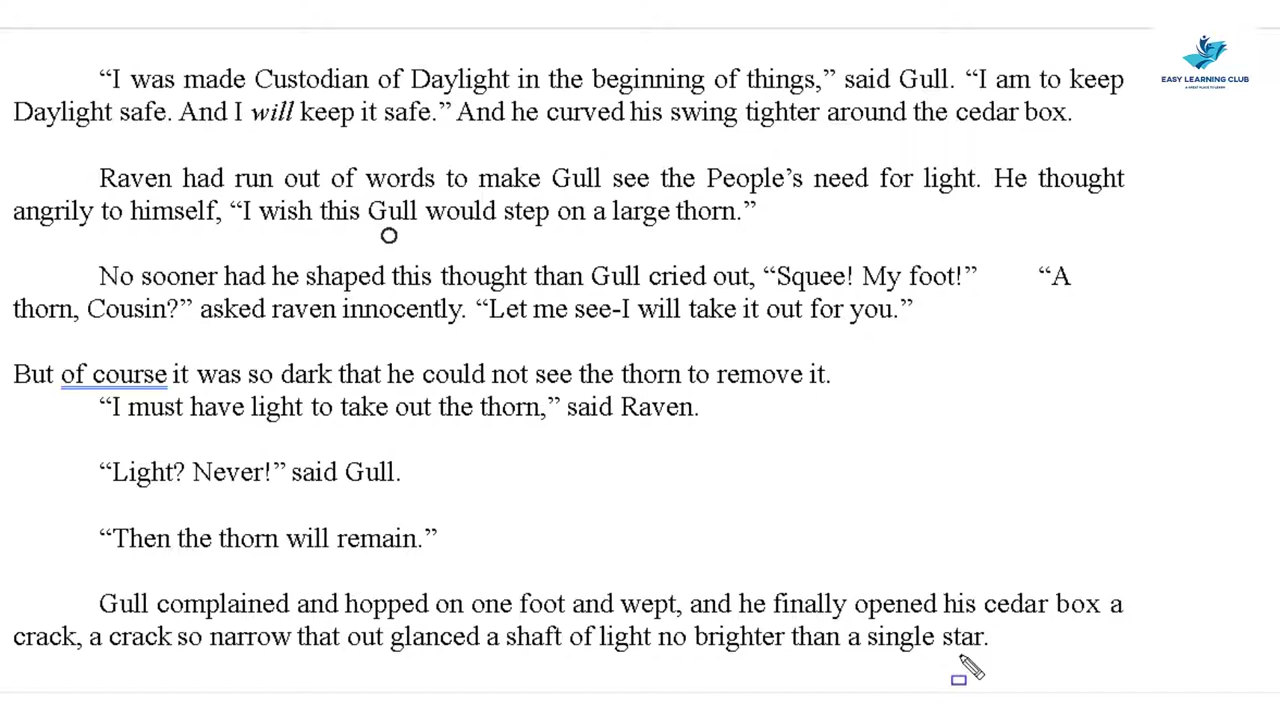 EASY LEARNING CLUB
A GREAT PLACE TO LEARN
“I was made Custodian of Daylight in the beginning of things,” said Gull. “I am to keep
Daylight safe. And I will keep it safe.” And he curved his swing tighter around the cedar box.
Raven had run out of words to make Gull see the People’s need for light. He thought
angrily to himself, “I wish this Gull would step on a large thorn.”
No sooner had he shaped this thought than Gull cried out, “Squee! My foot!” “A
thorn, Cousin?” asked raven innocently. “Let me see-I will take it out for you.”
But of course it was so dark that he could not see the thorn to remove it.
“I must have light to take out the thorn,” said Raven.
“Light? Never!” said Gull.
“Then the thorn will remain.”
Gull complained and hopped on one foot and wept, and he finally opened his cedar box a
crack, a crack so narrow that out glanced a shaft of light no brighter than a single star.